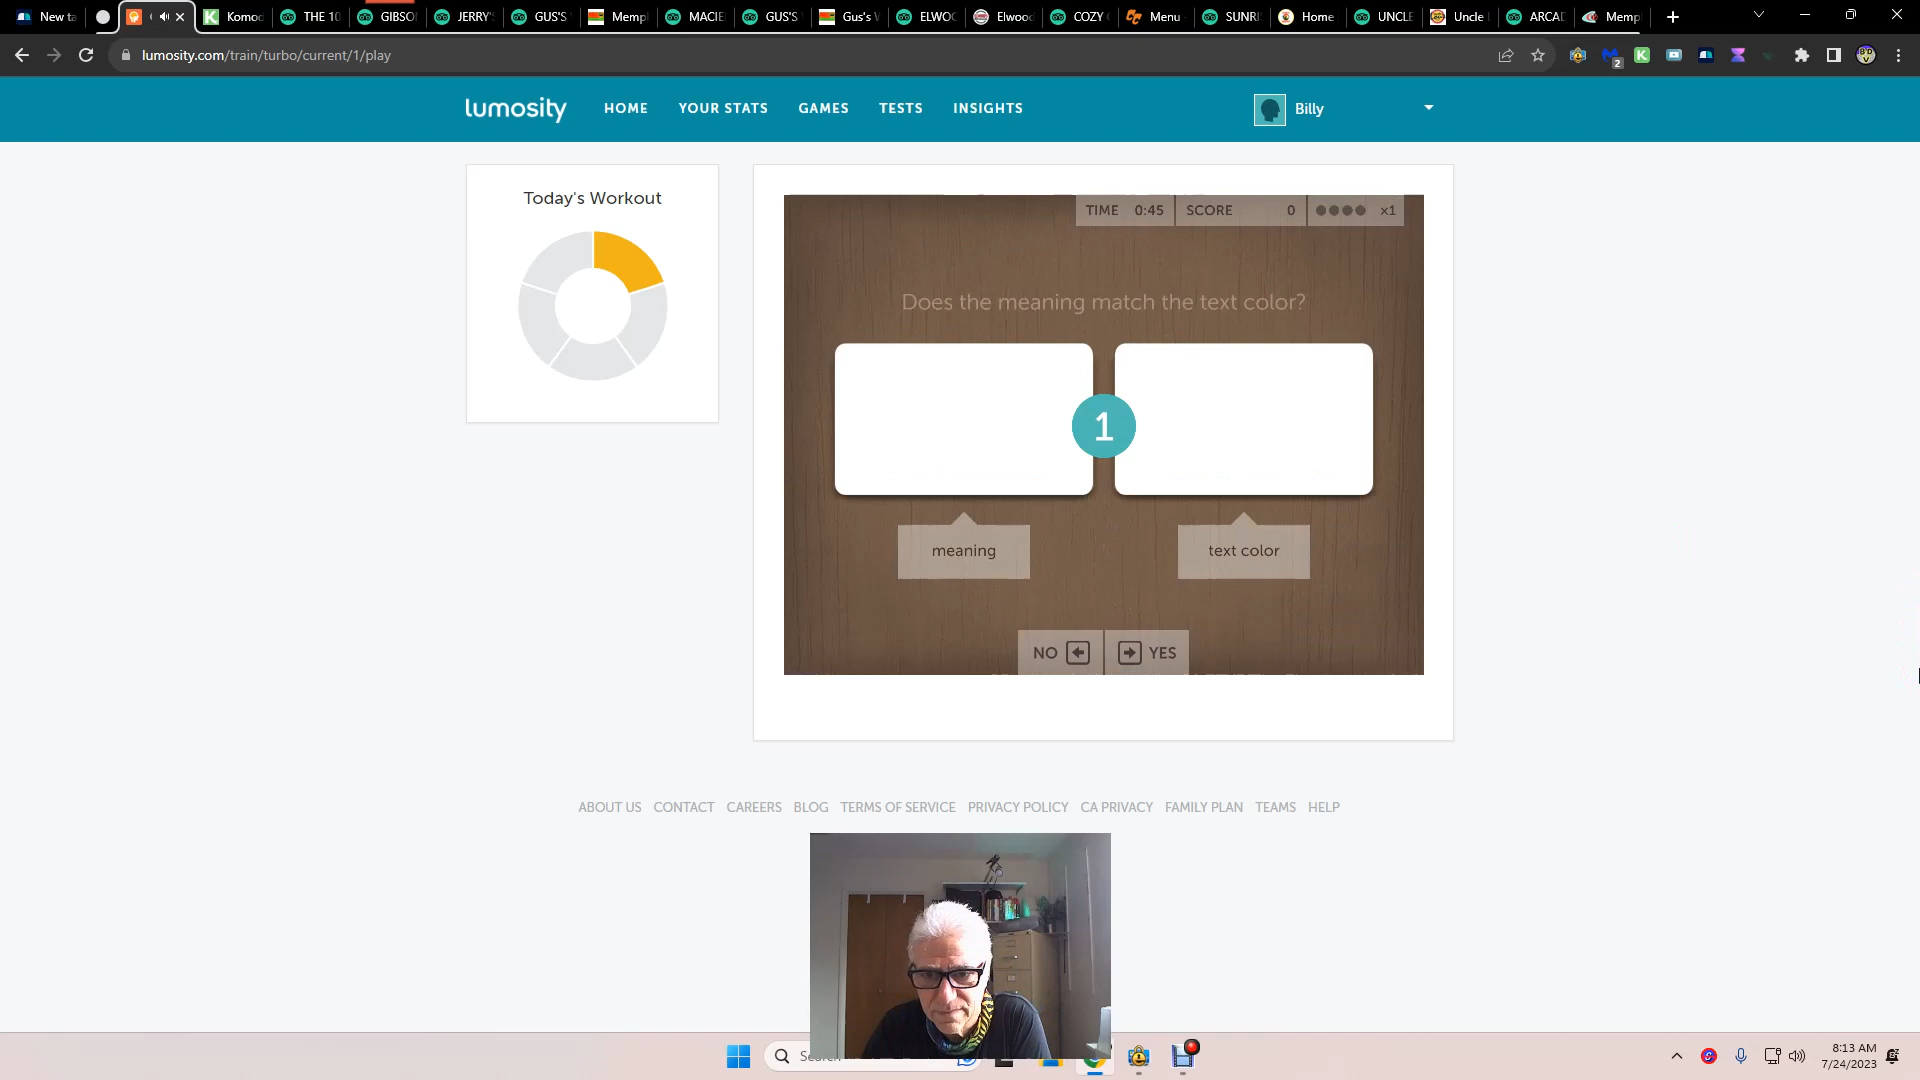 New ta
Komod
THE 10
GIBSO
JERRY'
GUS'S
Memp
MACIE
GUS'S
Gus's
ELWOO
Elwood
COZY
Menu
SUNRI
Home
UNCLE
Uncle
ARCAD
Memp
lumosity.com/train/turbo/current/1/play
2
lumosity HOME YOUR STATS GAMES TESTS INSIGHTS Billy
Today's Workout
TIME 0:45 SCORE 0 x1
Does the meaning match the text color?
1
meaning text color
NO YES
ABOUT US CONTACT CAREERS BLOG TERMS OF SERVICE PRIVACY POLICY CA PRIVACY FAMILY PLAN TEAMS HELP
8:13 AM
7/24/2023